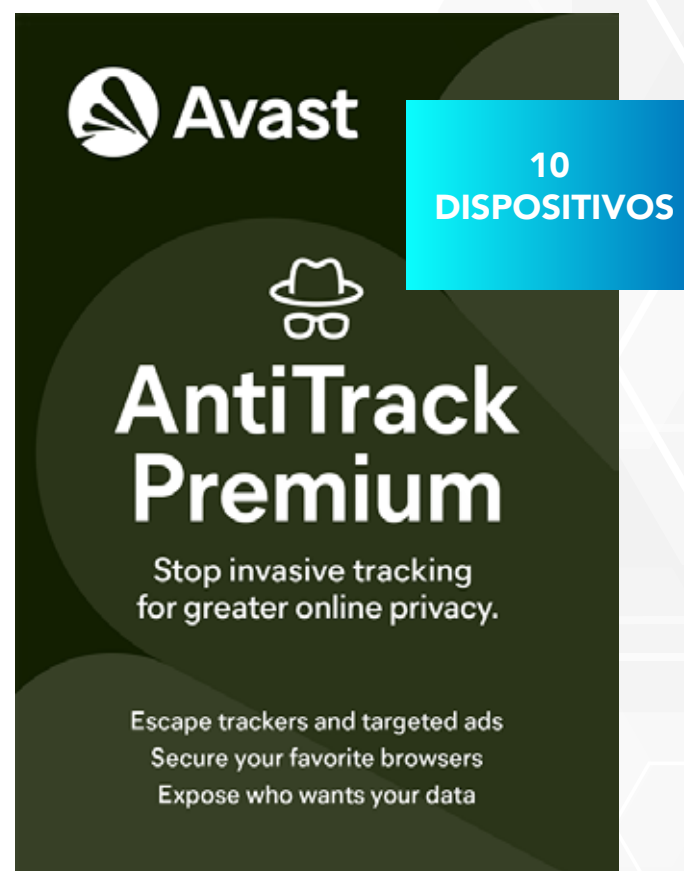 Avast
10
DISPOSITIVOS
AntiTrack
Premium
Stop invasive tracking
for greater online privacy.
Escape trackers and targeted ads
Secure your favorite browsers
Expose who wants your data